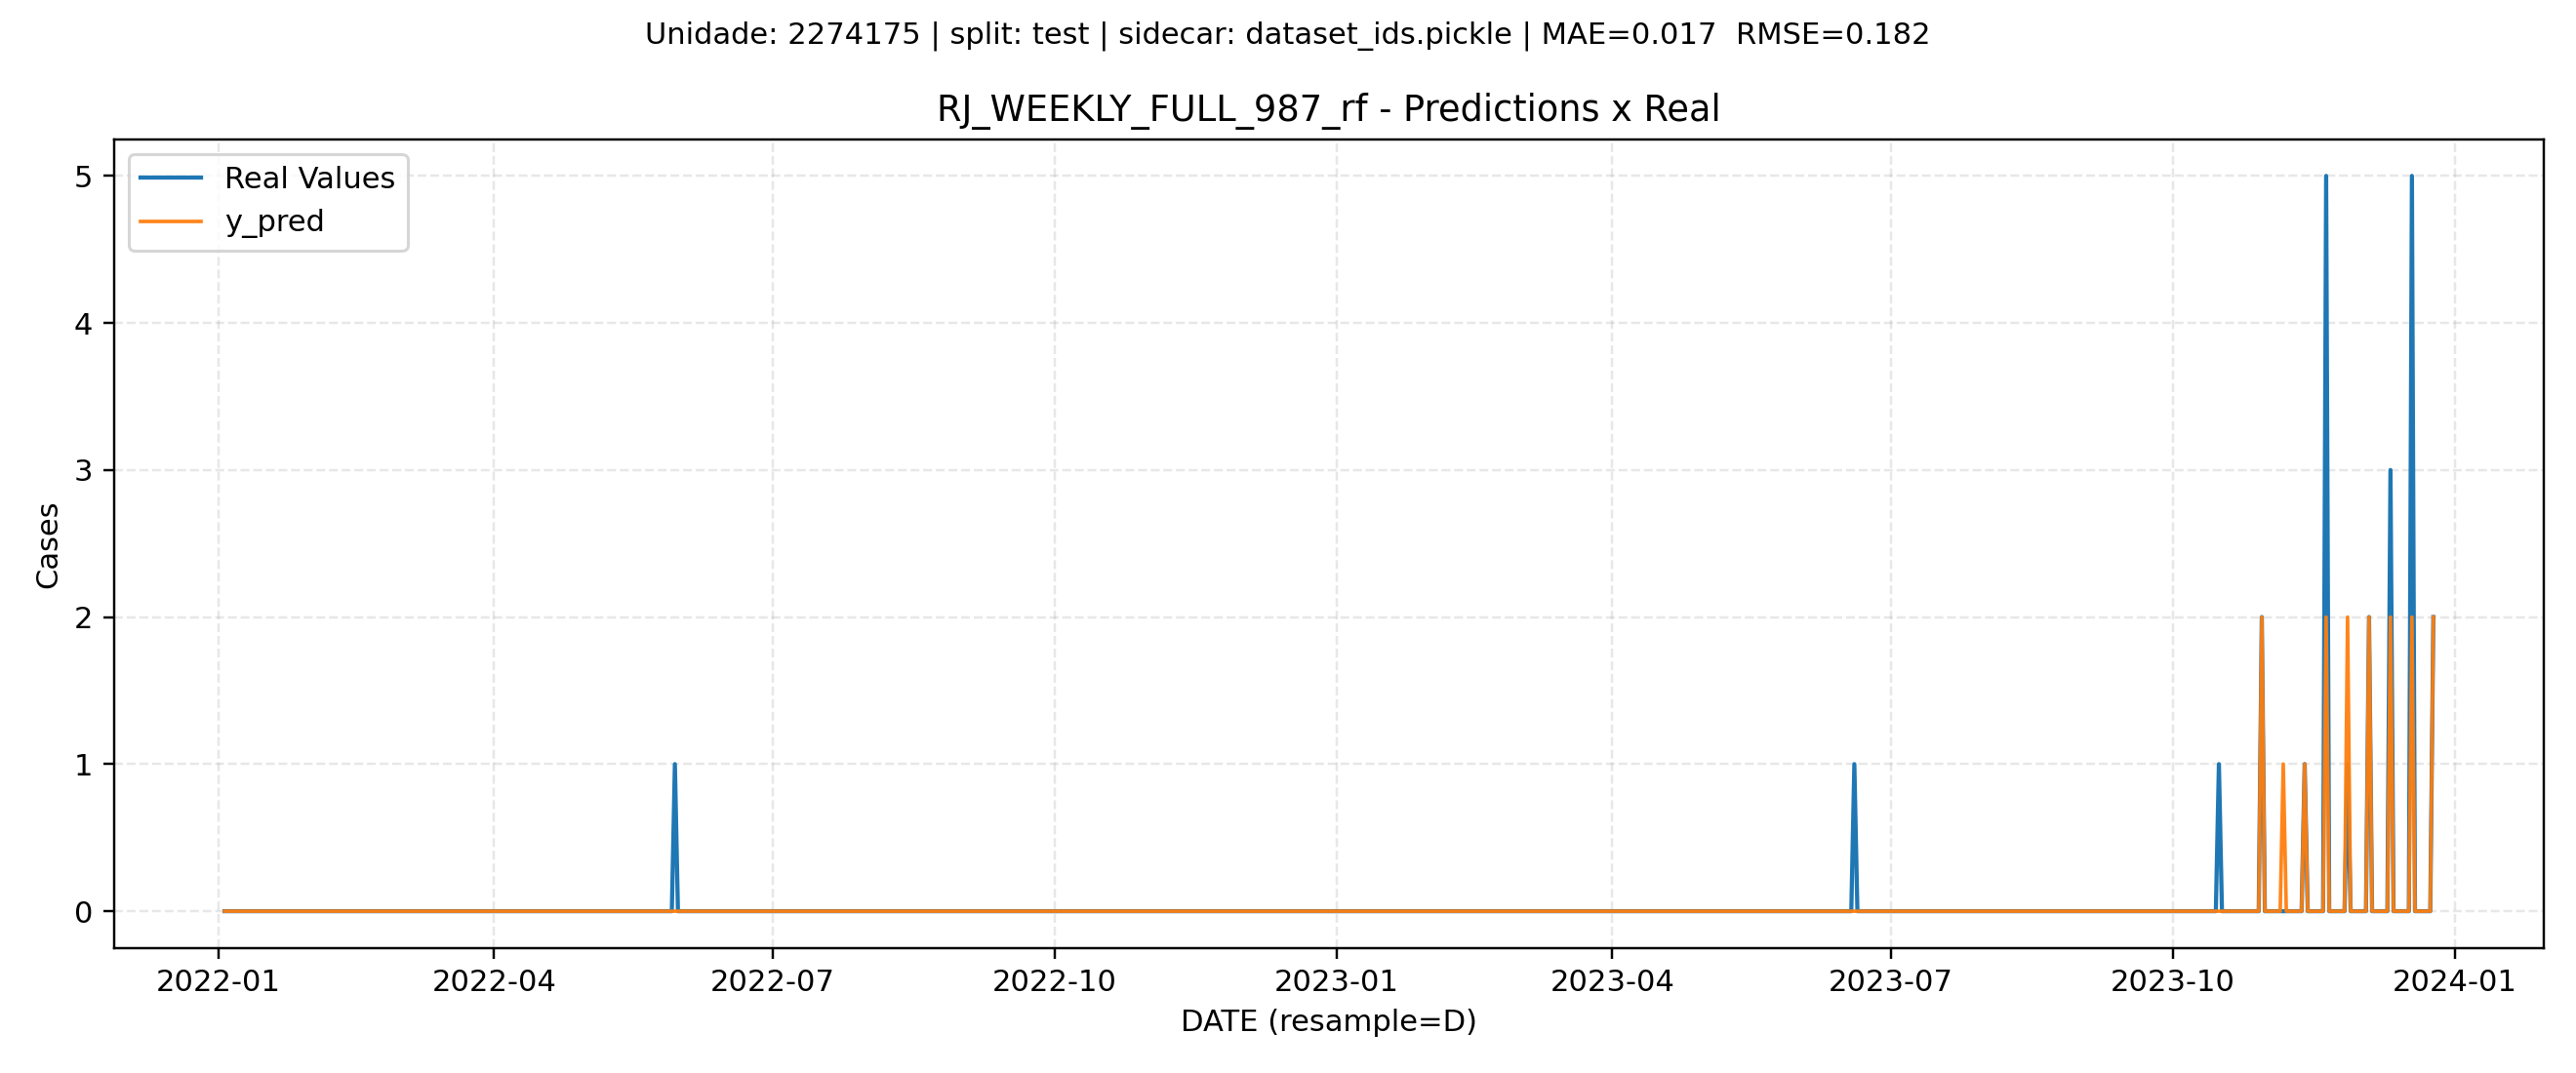 Unidade: 2274175 | split: test | sidecar: dataset_ids.pickle | MAE=0.017  RMSE=0.182
RJ_WEEKLY_FULL_987_rf - Predictions x Real
Real Values
y_pred
5
4
3
2
1
0
Cases
2022-01 2022-04 2022-07 2022-10 2023-01 2023-04 2023-07 2023-10 2024-01
DATE (resample=D)